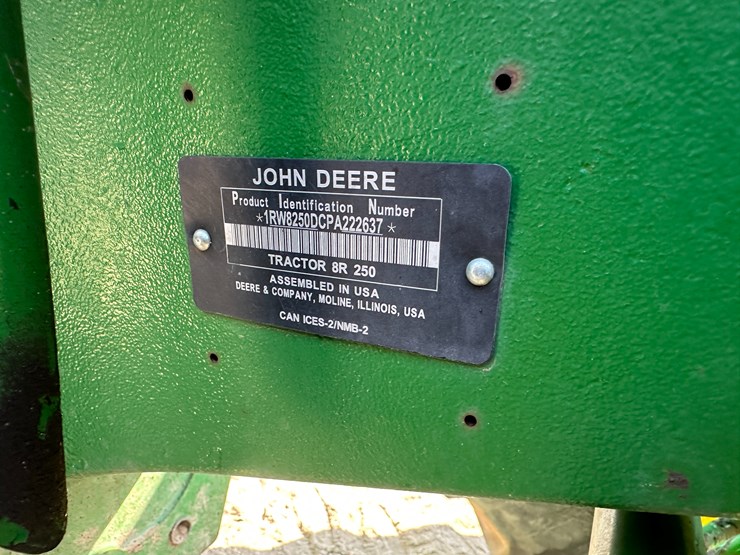 JOHN DEERE
Product Identification Number
*1RW8250DCPA222637*
TRACTOR 8R 250
ASSEMBLED IN USA
DEERE & COMPANY, MOLINE, ILLINOIS, USA
CAN ICES-2/NMB-2